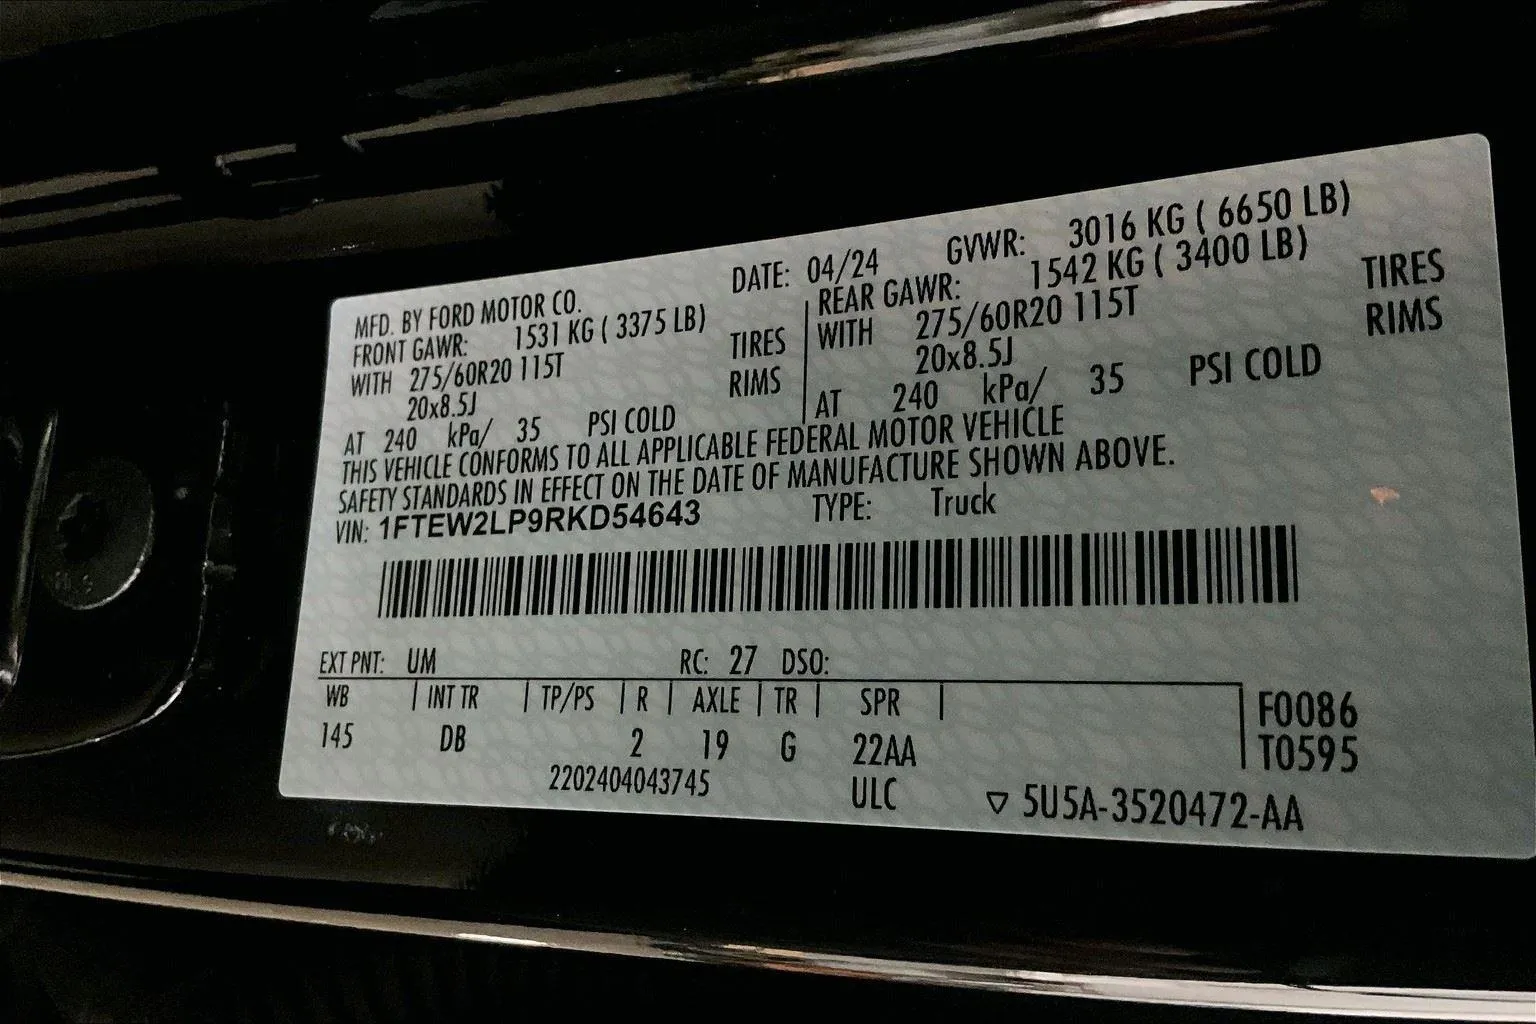 MFD. BY FORD MOTOR CO.
DATE: 04/24
GVWR: 3016 KG ( 6650 LB)
FRONT GAWR: 1531 KG ( 3375 LB)
WITH 275/60R20 115T TIRES
20x8.5J RIMS
AT 240 kPa/ 35 PSI COLD
REAR GAWR: 1542 KG ( 3400 LB)
WITH 275/60R20 115T TIRES
20x8.5J RIMS
AT 240 kPa/ 35 PSI COLD
THIS VEHICLE CONFORMS TO ALL APPLICABLE FEDERAL MOTOR VEHICLE
SAFETY STANDARDS IN EFFECT ON THE DATE OF MANUFACTURE SHOWN ABOVE.
VIN: 1FTEW2LP9RKD54643 TYPE: Truck
EXT PNT: UM RC: 27 DSO:
WB | INT TR | TP/PS | R | AXLE | TR | SPR |
145 DB 2 19 G 22AA
F0086
T0595
2202404043745 ULC ▽ 5U5A-3520472-AA